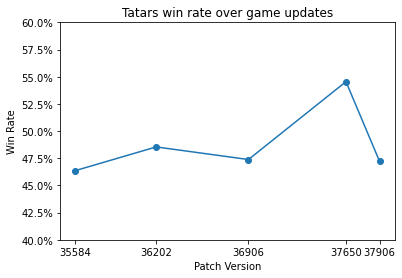 Tatars win rate over game updates
60.0%
57.5%
55.0%
52.5%
50.0%
47.5%
45.0%
42.5%
40.0%
Win Rate
35584 36202 36906 37650 37906
Patch Version